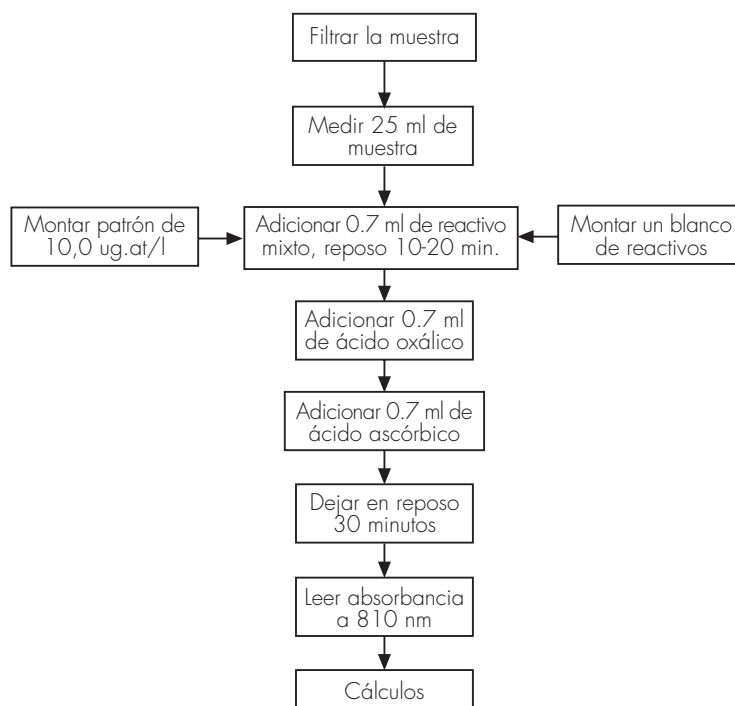 Filtrar la muestra
Medir 25 ml de
muestra
Montar patrón de
10,0 ug.at/l
Adicionar 0.7 ml de reactivo
mixto, reposo 10-20 min.
Montar un blanco
de reactivos
Adicionar 0.7 ml
de ácido oxálico
Adicionar 0.7 ml de
ácido ascórbico
Dejar en reposo
30 minutos
Leer absorbancia
a 810 nm
Cálculos